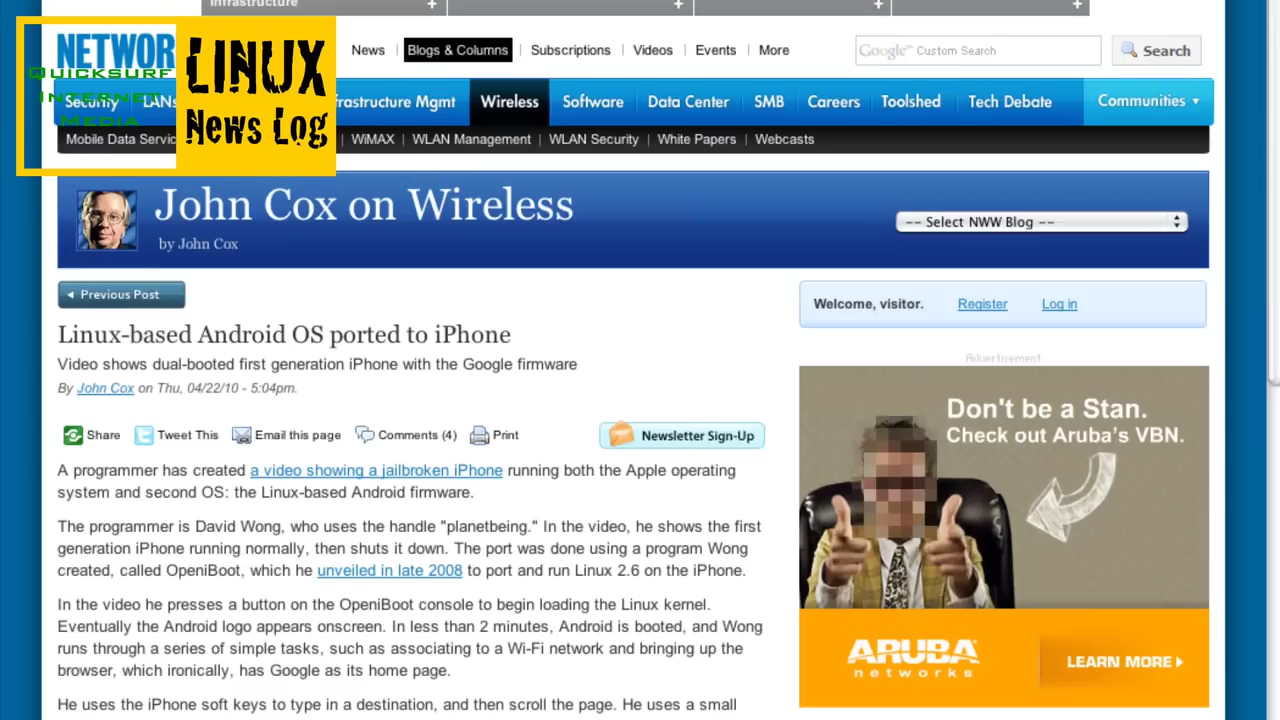 Infrastructure
NETWOR
QUICKSURF
INTERNET
MEDIA
LINUX
News Log
News
Blogs & Columns
Subscriptions
Videos
Events
More
Google™ Custom Search
Search
Security
LANs
frastructure Mgmt
Wireless
Software
Data Center
SMB
Careers
Toolshed
Tech Debate
Communities
Mobile Data Servic
WiMAX
WLAN Management
WLAN Security
White Papers
Webcasts
John Cox on Wireless
by John Cox
-- Select NWW Blog --
Previous Post
Linux-based Android OS ported to iPhone
Video shows dual-booted first generation iPhone with the Google firmware
By John Cox on Thu, 04/22/10 - 5:04pm.
Share
Tweet This
Email this page
Comments (4)
Print
Newsletter Sign-Up
A programmer has created a video showing a jailbroken iPhone running both the Apple operating
system and second OS: the Linux-based Android firmware.
The programmer is David Wong, who uses the handle "planetbeing." In the video, he shows the first
generation iPhone running normally, then shuts it down. The port was done using a program Wong
created, called OpeniBoot, which he unveiled in late 2008 to port and run Linux 2.6 on the iPhone.
In the video he presses a button on the OpeniBoot console to begin loading the Linux kernel.
Eventually the Android logo appears onscreen. In less than 2 minutes, Android is booted, and Wong
runs through a series of simple tasks, such as associating to a Wi-Fi network and bringing up the
browser, which ironically, has Google as its home page.
He uses the iPhone soft keys to type in a destination, and then scroll the page. He uses a small
Welcome, visitor.
Register
Log in
Advertisement
Don't be a Stan.
Check out Aruba's VBN.
ARUBA
networks
LEARN MORE